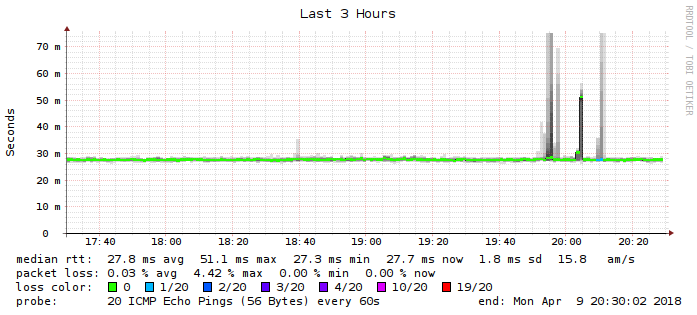 Last 3 Hours
RRDTOOL / TOBI OETIKER
Seconds
70 m
60 m
50 m
40 m
30 m
20 m
10 m
0
17:40 18:00 18:20 18:40 19:00 19:20 19:40 20:00 20:20
median rtt: 27.8 ms avg 51.1 ms max 27.3 ms min 27.7 ms now 1.8 ms sd 15.8 am/s
packet loss: 0.03 % avg 4.42 % max 0.00 % min 0.00 % now
loss color: 0 1/20 2/20 3/20 4/20 10/20 19/20
probe: 20 ICMP Echo Pings (56 Bytes) every 60s end: Mon Apr 9 20:30:02 2018